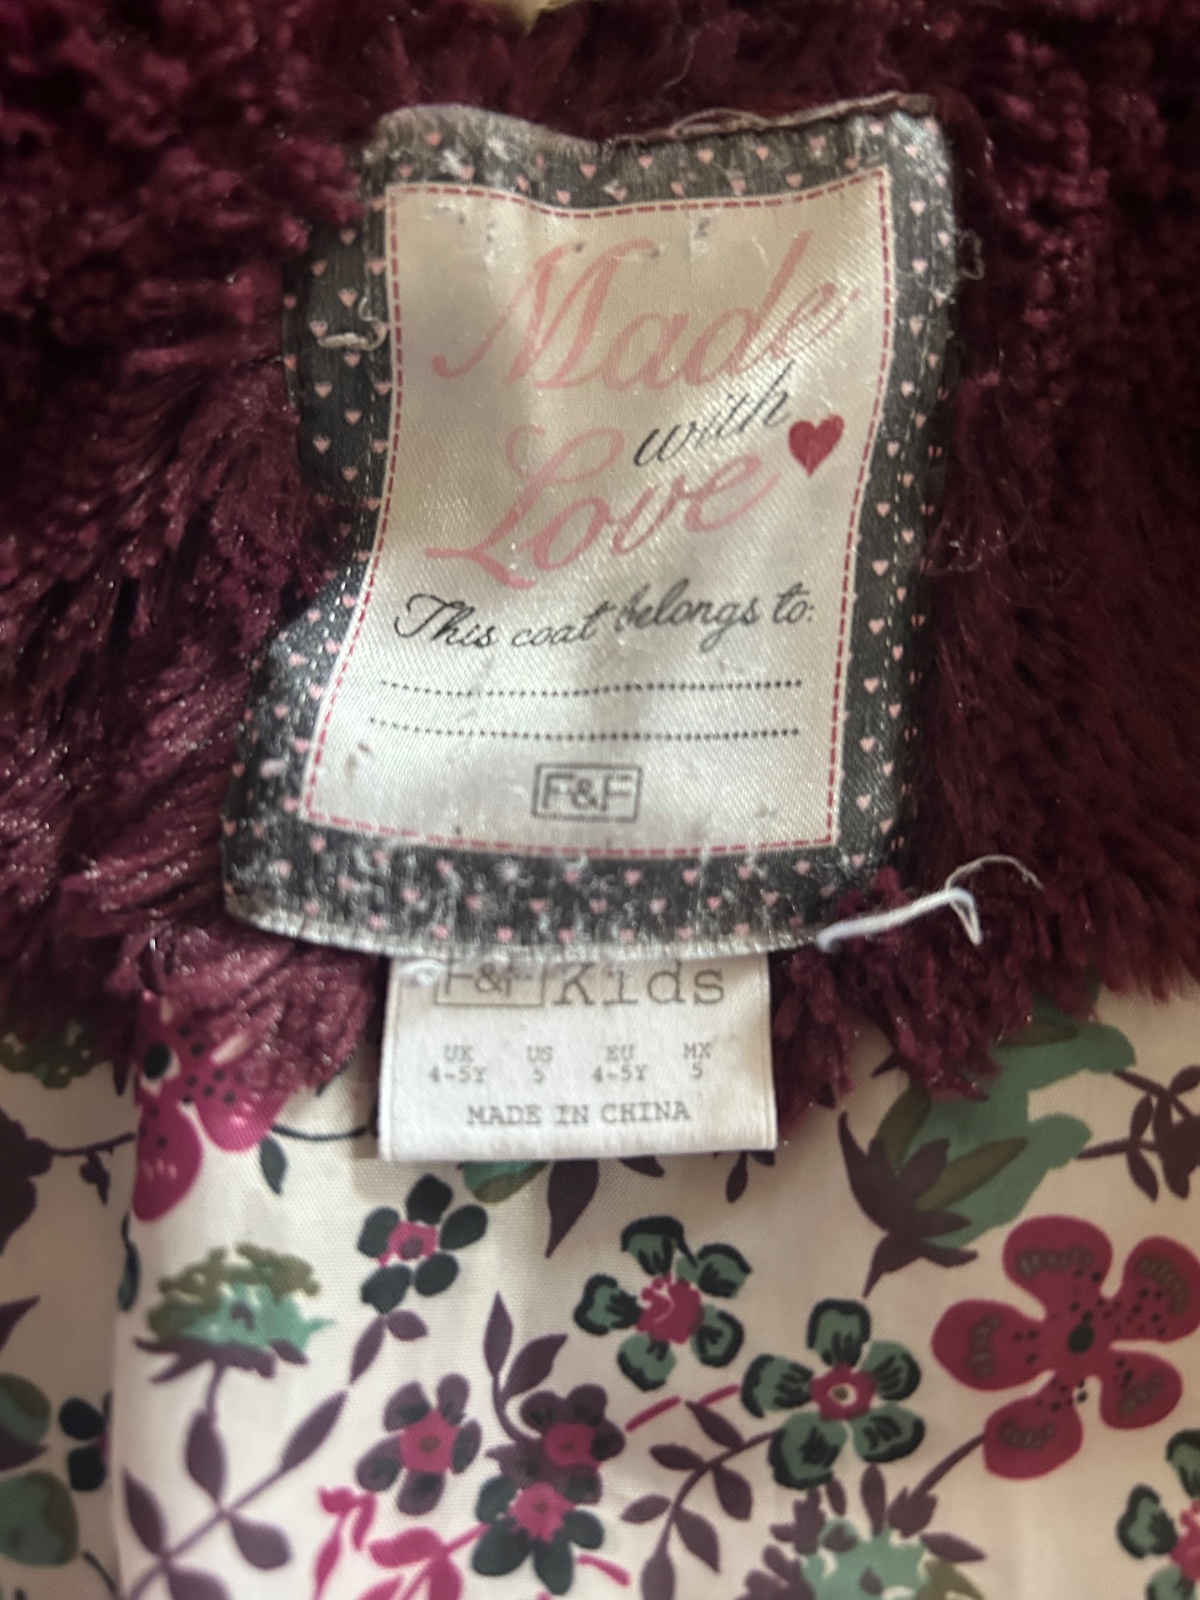 Made
with
Love
This coat belongs to:
F&F
F&F Kids
UK US EU MX
4-5Y 5 4-5Y 5
MADE IN CHINA